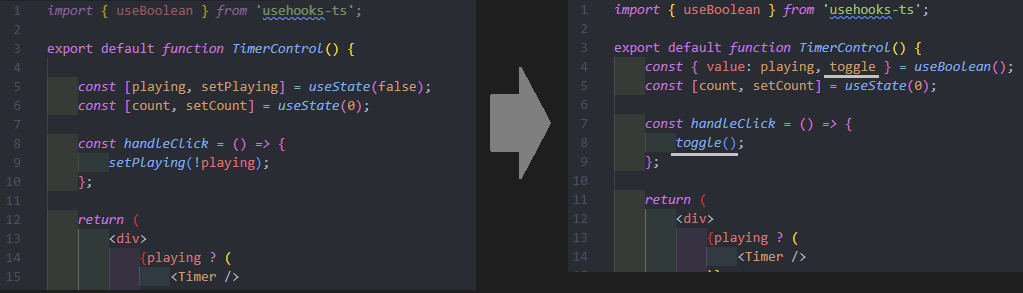 1 import { useBoolean } from 'usehooks-ts';
2
3 export default function TimerControl() {
4
5 const [playing, setPlaying] = useState(false);
6 const [count, setCount] = useState(0);
7
8 const handleClick = () => {
9 setPlaying(!playing);
10 };
11
12 return (
13 <div>
14 {playing ? (
15 <Timer />
1 import { useBoolean } from 'usehooks-ts';
2
3 export default function TimerControl() {
4 const { value: playing, toggle } = useBoolean();
5 const [count, setCount] = useState(0);
6
7 const handleClick = () => {
8 toggle();
9 };
10
11 return (
12 <div>
13 {playing ? (
14 <Timer />